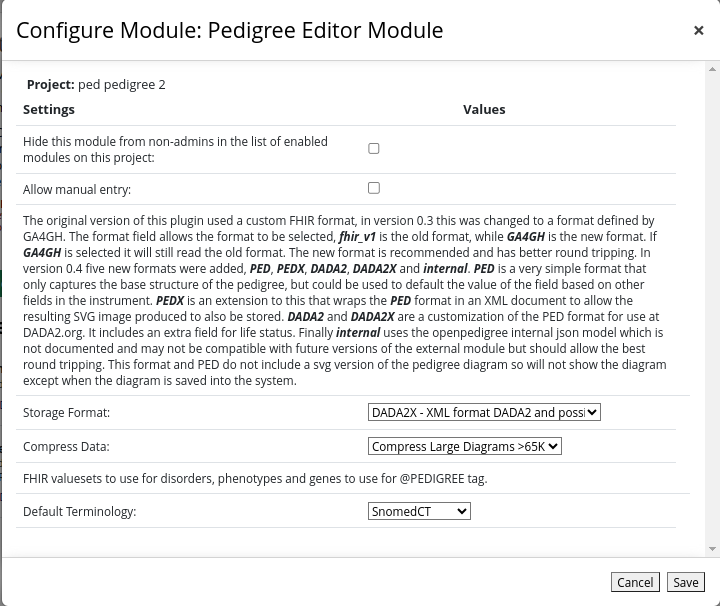 Configure Module: Pedigree Editor Module
×
Project: ped pedigree 2
Settings Values
Hide this module from non-admins in the list of enabled
modules on this project:
Allow manual entry:
The original version of this plugin used a custom FHIR format, in version 0.3 this was changed to a format defined by
GA4GH. The format field allows the format to be selected, fhir_v1 is the old format, while GA4GH is the new format. If
GA4GH is selected it will still read the old format. The new format is recommended and has better round tripping. In
version 0.4 five new formats were added, PED, PEDX, DADA2, DADA2X and internal. PED is a very simple format that
only captures the base structure of the pedigree, but could be used to default the value of the field based on other
fields in the instrument. PEDX is an extension to this that wraps the PED format in an XML document to allow the
resulting SVG image produced to also be stored. DADA2 and DADA2X are a customization of the PED format for use at
DADA2.org. It includes an extra field for life status. Finally internal uses the openpedigree internal json model which is
not documented and may not be compatible with future versions of the external module but should allow the best
round tripping. This format and PED do not include a svg version of the pedigree diagram so will not show the diagram
except when the diagram is saved into the system.
Storage Format: DADA2X - XML format DADA2 and possi
Compress Data: Compress Large Diagrams >65K
FHIR valuesets to use for disorders, phenotypes and genes to use for @PEDIGREE tag.
Default Terminology: SnomedCT
Cancel Save